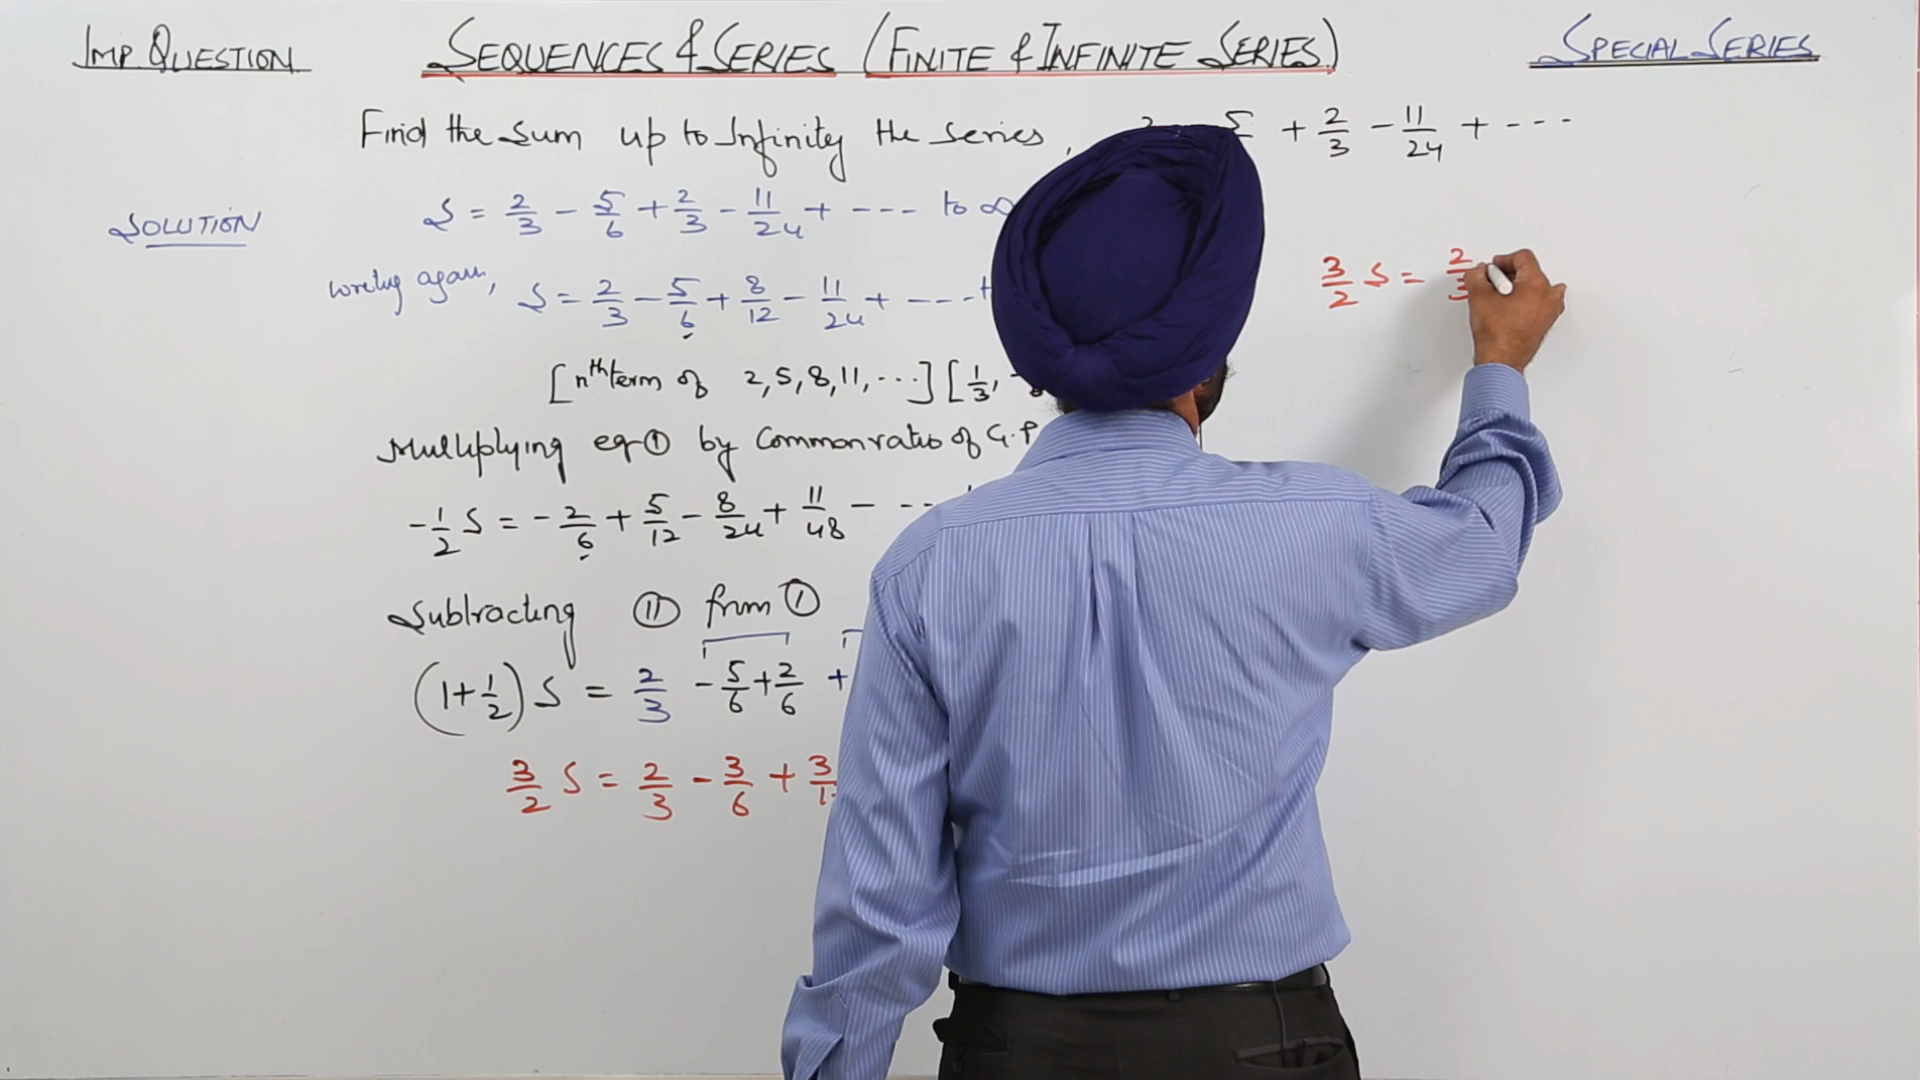 IMP QUESTION SEQUENCES & SERIES (FINITE & INFINITE SERIES) SPECIAL SERIES
Find the Sum up to Infinity the series, + 2/3 - 11/24 + ---
SOLUTION S = 2/3 - 5/6 + 2/3 - 11/24 + --- to ∞
writing again, S = 2/3 - 5/6 + 8/12 - 11/24 + ---
3/2 S = 2/3
[nth term of 2, 5, 8, 11, ...] [1/3,
Multiplying eq ① by Common ratio of G.P
-1/2 S = -2/6 + 5/12 - 8/24 + 11/48 - ---
Subtracting ⑪ from ①
(1+1/2) S = 2/3 - 5/6 + 2/6 +
3/2 S = 2/3 - 3/6 + 3/